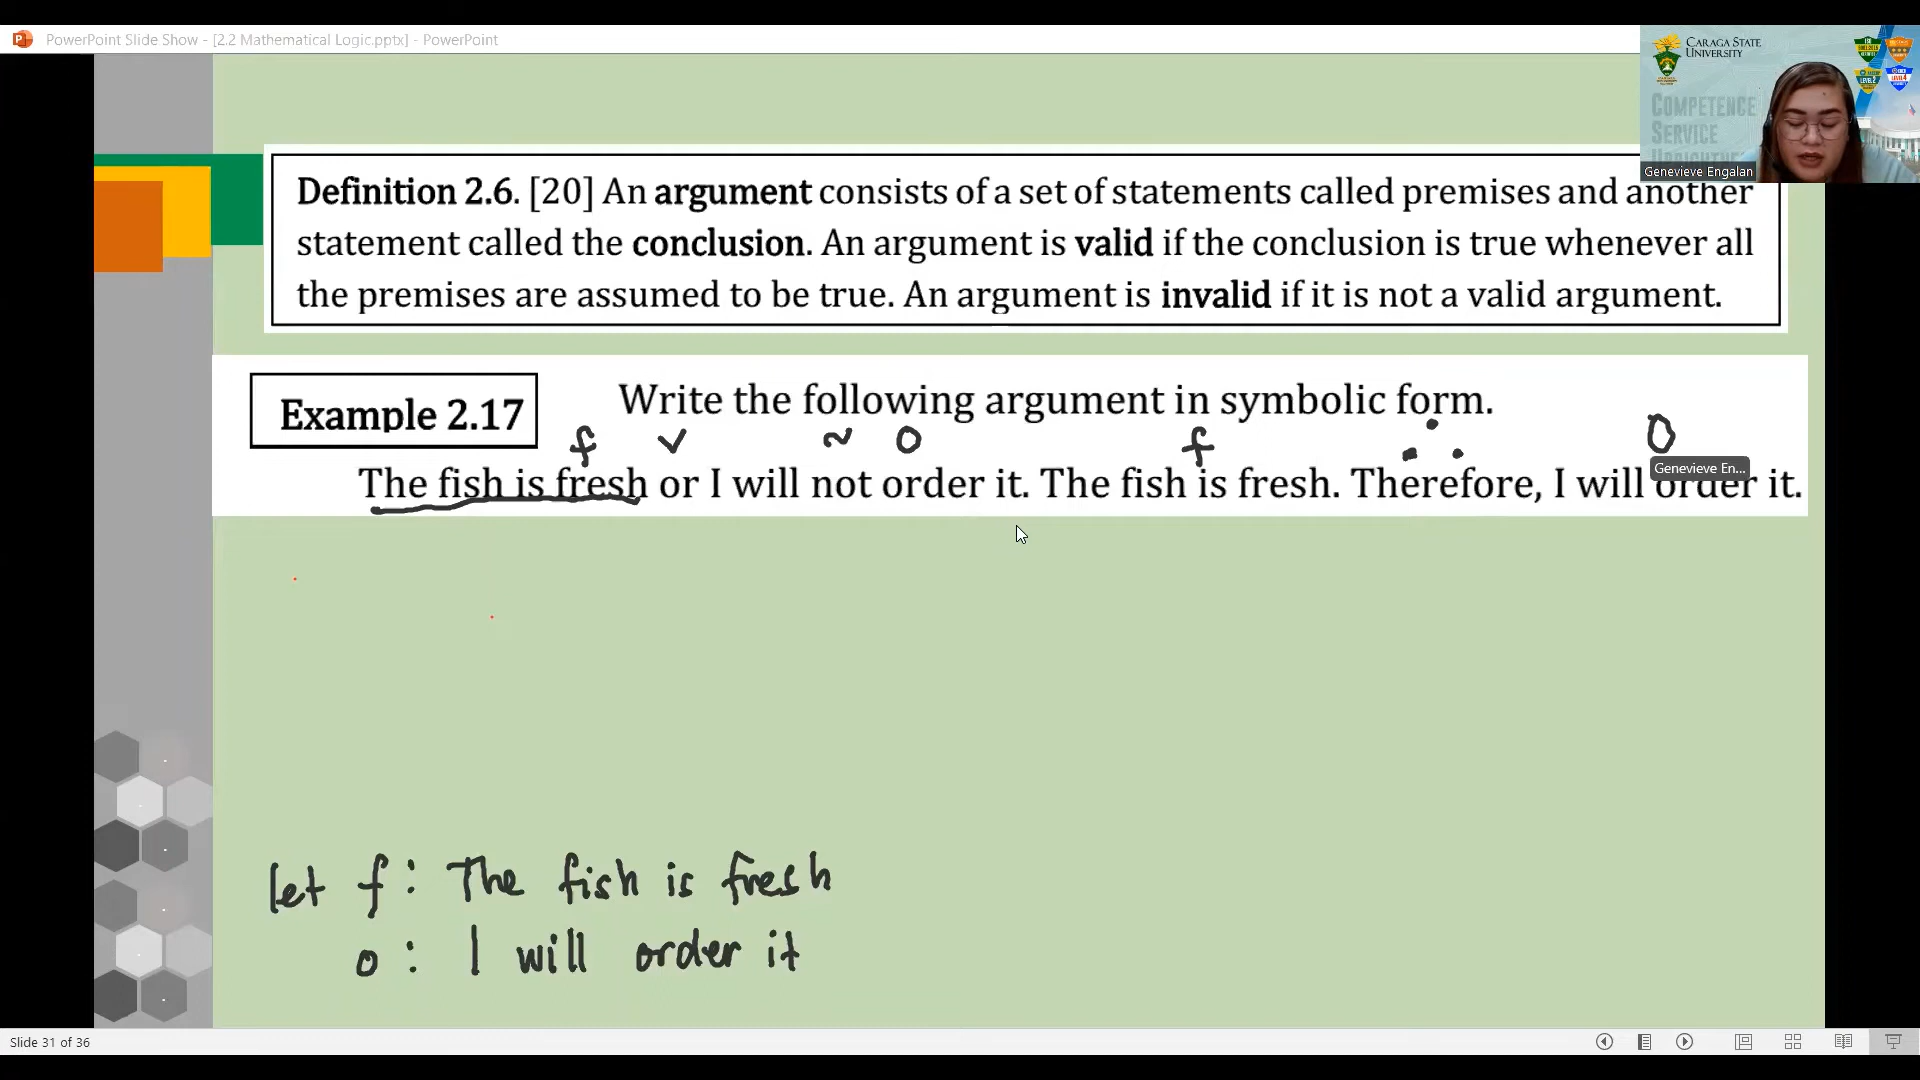 PowerPoint Slide Show - [2.2 Mathematical Logic.pptx] - PowerPoint
CARAGA STATE
UNIVERSITY
COMPETENCE
SERVICE
Genevieve Engalan
Definition 2.6. [20] An argument consists of a set of statements called premises and another
statement called the conclusion. An argument is valid if the conclusion is true whenever all
the premises are assumed to be true. An argument is invalid if it is not a valid argument.
Example 2.17
Write the following argument in symbolic form.
f ∨ ~ o f ∴ o
Genevieve En...
The fish is fresh or I will not order it. The fish is fresh. Therefore, I will order it.
let f : The fish is fresh
o : I will order it
Slide 31 of 36